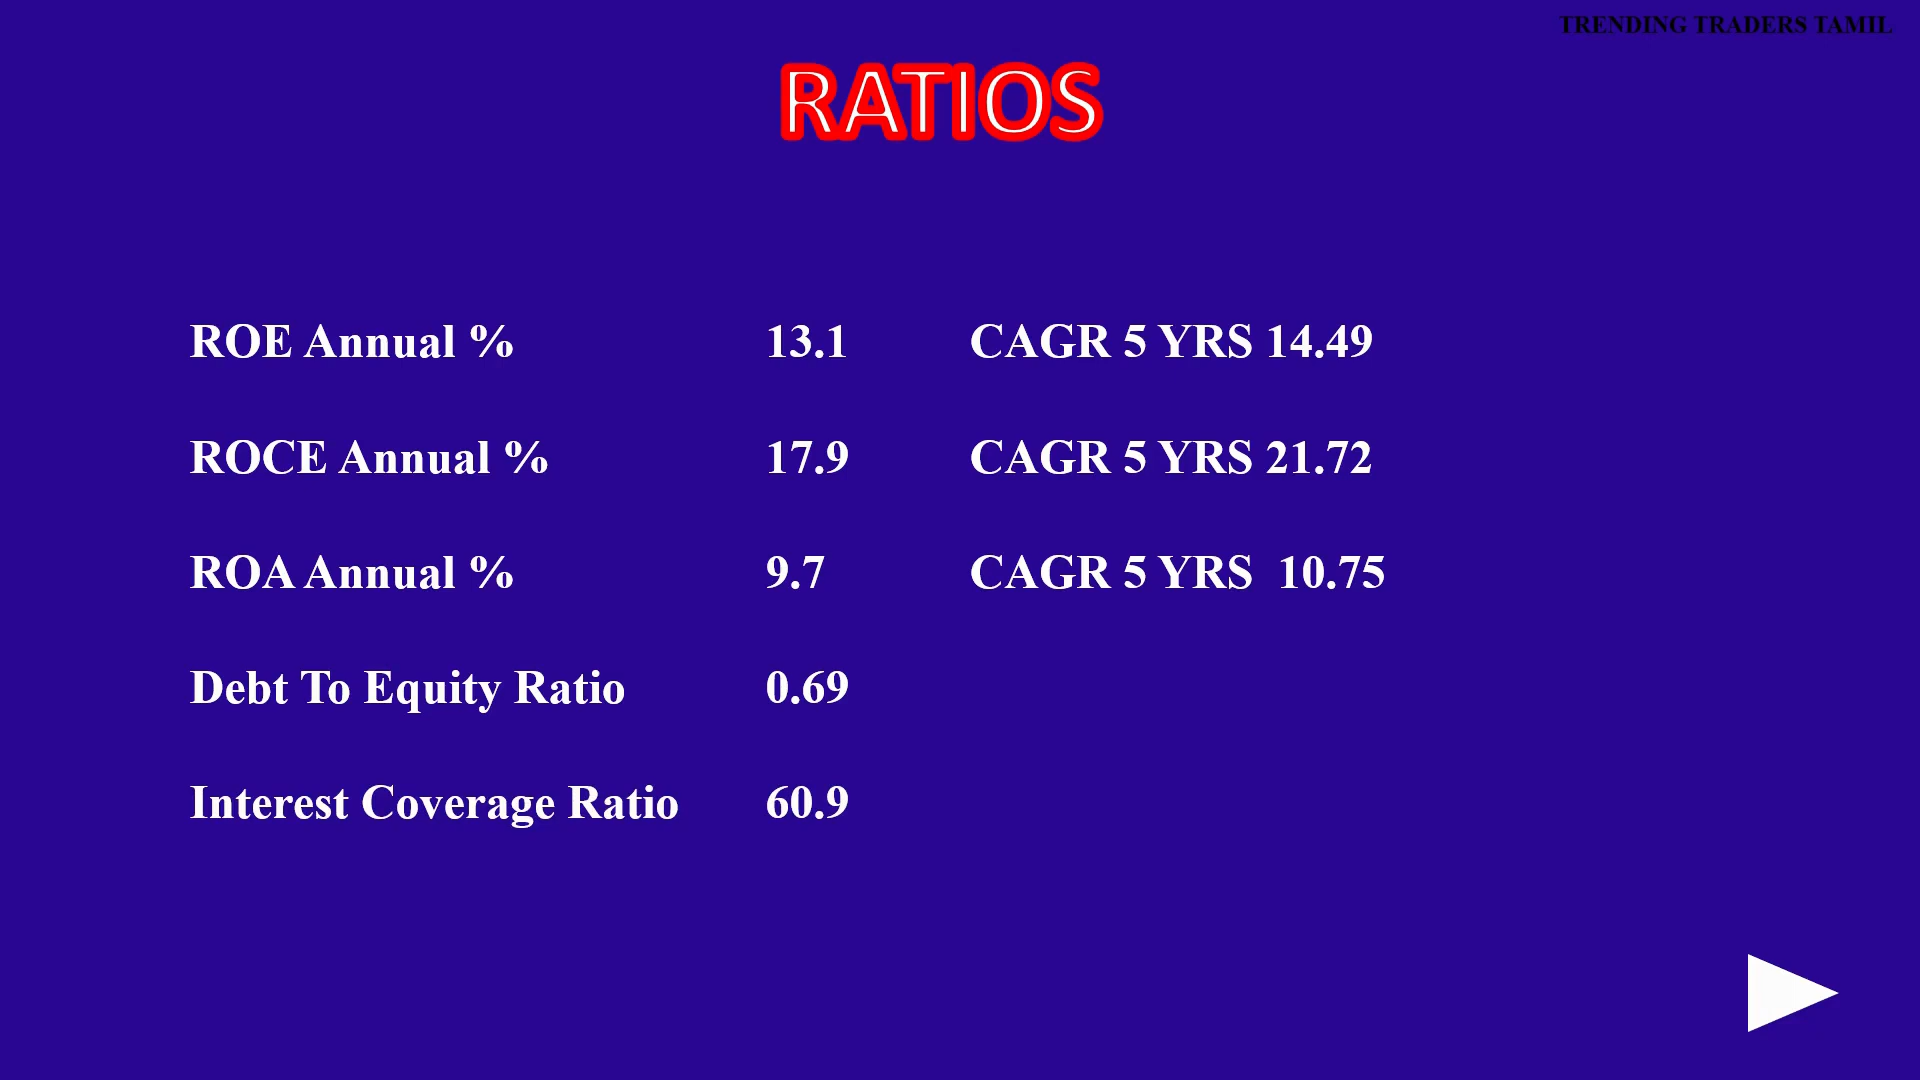 TRENDING TRADERS TAMIL
RATIOS
ROE Annual % 13.1 CAGR 5 YRS 14.49
ROCE Annual % 17.9 CAGR 5 YRS 21.72
ROA Annual % 9.7 CAGR 5 YRS 10.75
Debt To Equity Ratio 0.69
Interest Coverage Ratio 60.9